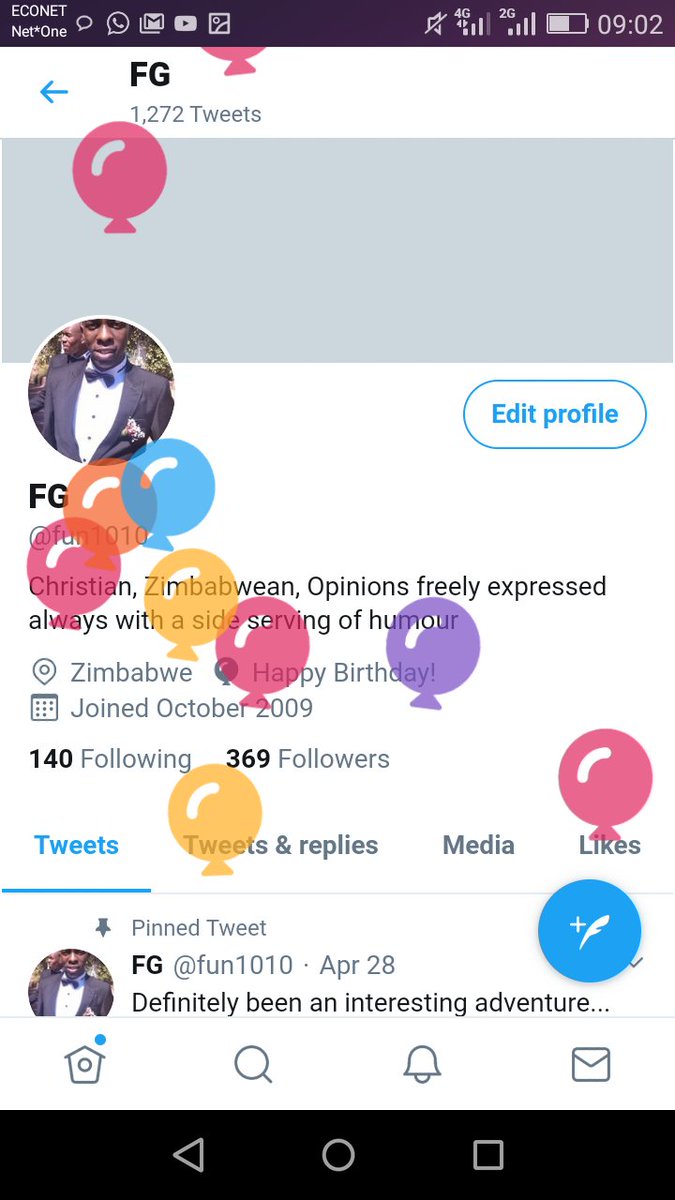 ECONET
Net*One
4G
2G
09:02
FG
1,272 Tweets
Edit profile
FG
@fun1010
Christian, Zimbabwean, Opinions freely expressed
always with a side serving of humour
Zimbabwe Happy Birthday!
Joined October 2009
140 Following 369 Followers
Tweets Tweets & replies Media Likes
Pinned Tweet
FG @fun1010 · Apr 28
Definitely been an interesting adventure...